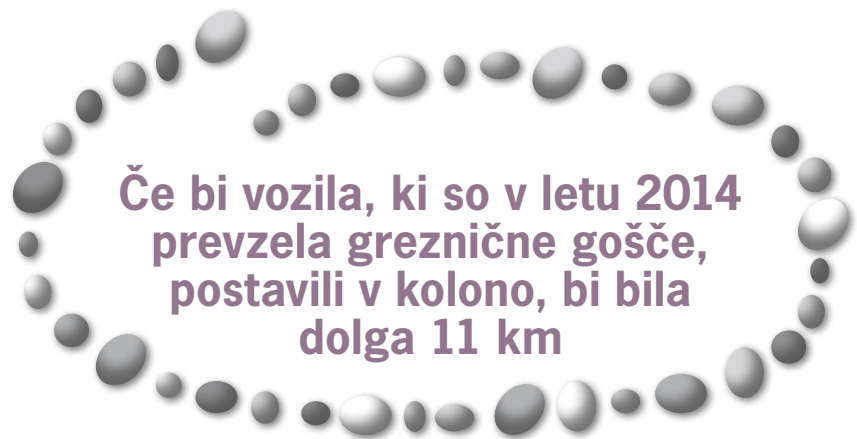 Če bi vozila, ki so v letu 2014
prevzela greznične gošče,
postavili v kolono, bi bila
dolga 11 km